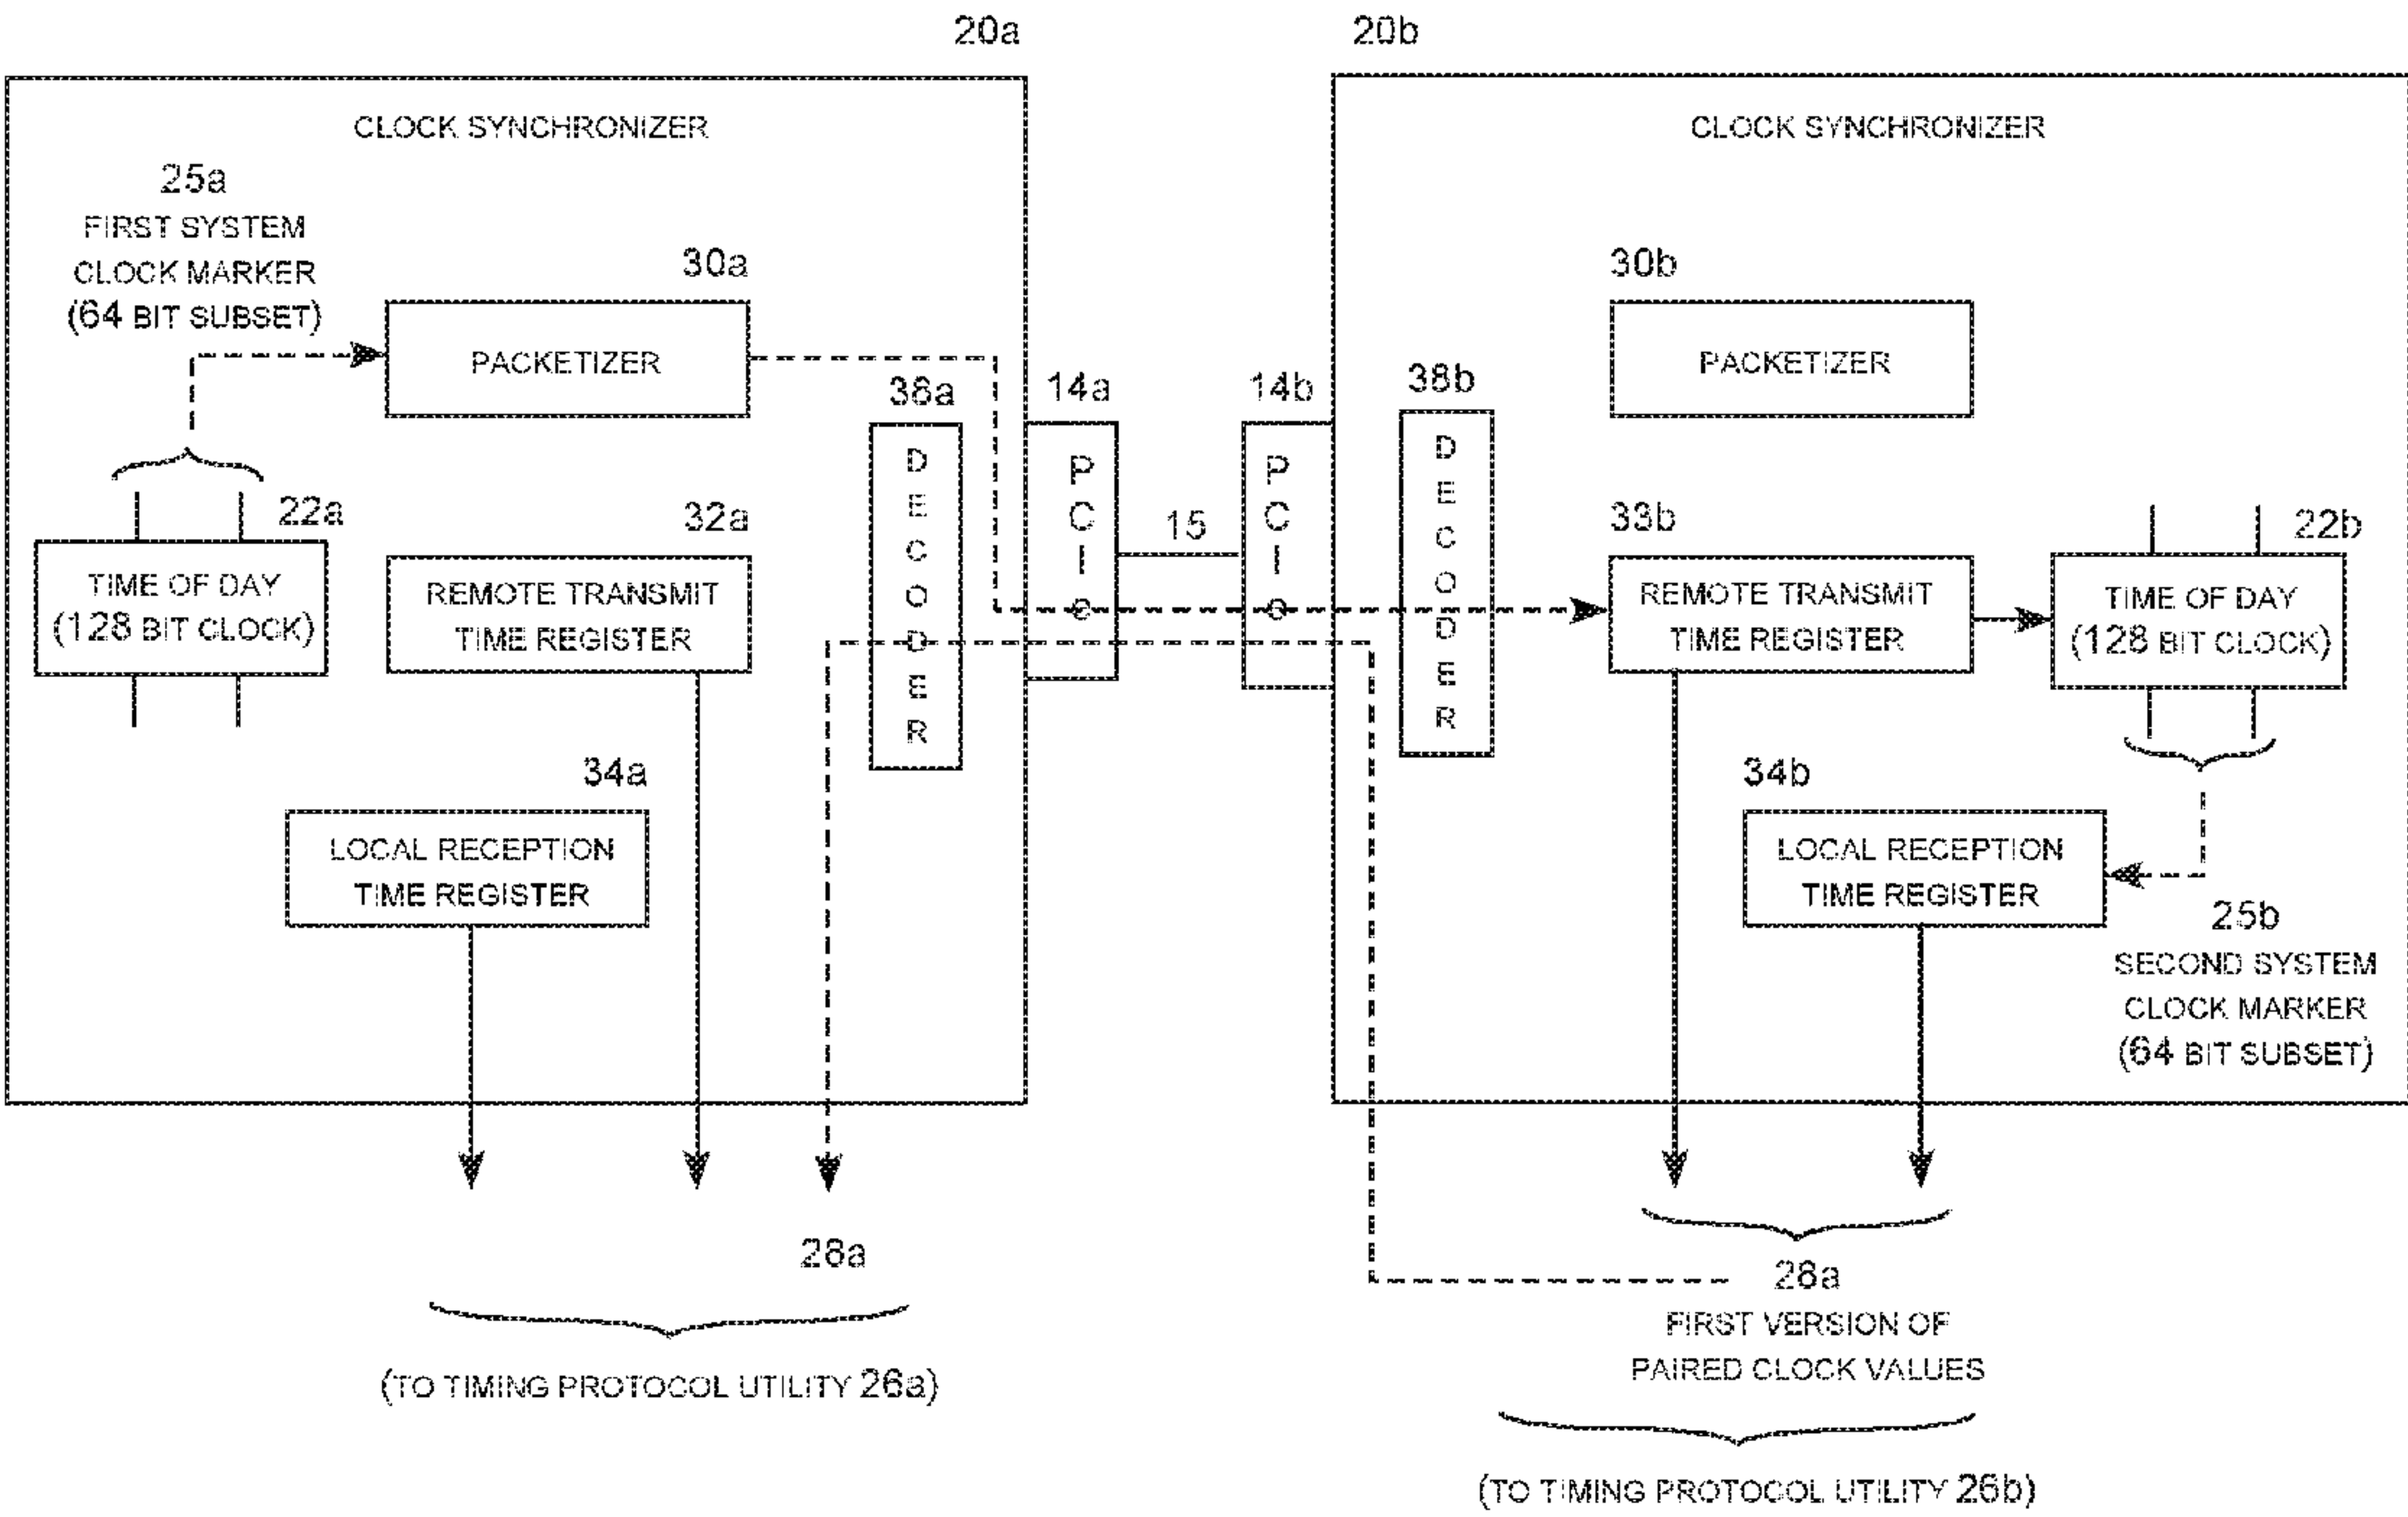 20a
20b
CLOCK SYNCHRONIZER
CLOCK SYNCHRONIZER
25a
FIRST SYSTEM
CLOCK MARKER
(64 BIT SUBSET)
30a
PACKETIZER
30b
PACKETIZER
38a
DECODER
14a
PCI-e
15
14b
PCI-e
38b
DECODER
22a
TIME OF DAY
(128 BIT CLOCK)
32a
REMOTE TRANSMIT
TIME REGISTER
33b
REMOTE TRANSMIT
TIME REGISTER
22b
TIME OF DAY
(128 BIT CLOCK)
34a
LOCAL RECEPTION
TIME REGISTER
34b
LOCAL RECEPTION
TIME REGISTER
25b
SECOND SYSTEM
CLOCK MARKER
(64 BIT SUBSET)
28a
(TO TIMING PROTOCOL UTILITY 26a)
28a
FIRST VERSION OF
PAIRED CLOCK VALUES
(TO TIMING PROTOCOL UTILITY 26b)